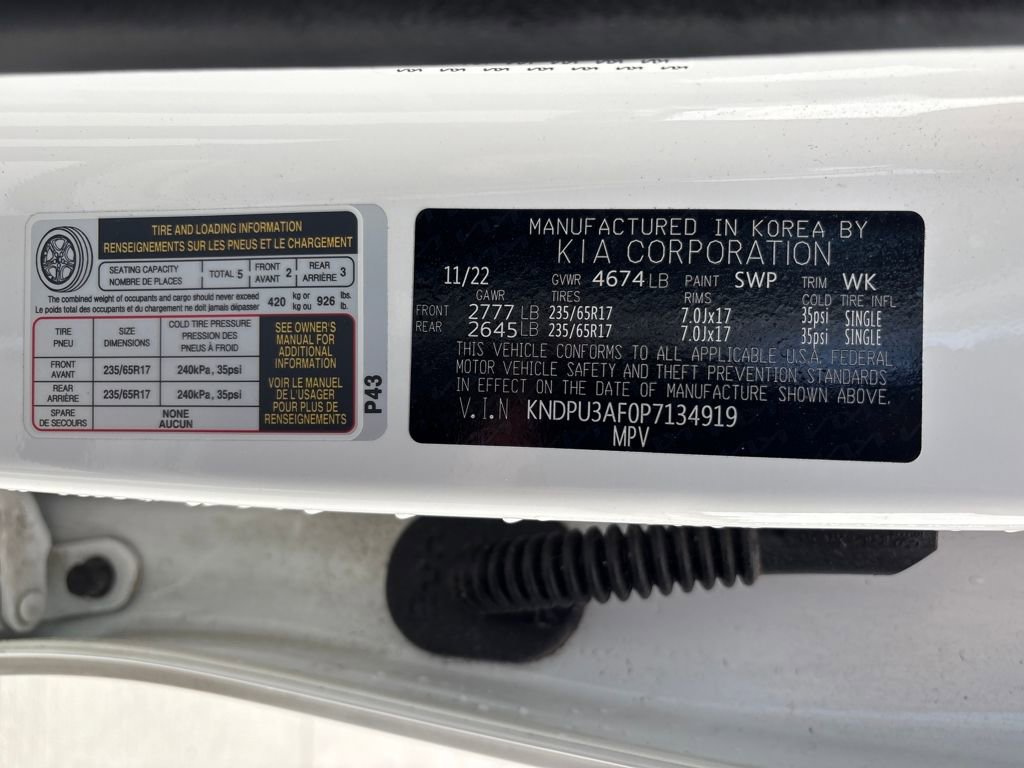 TIRE AND LOADING INFORMATION
RENSEIGNEMENTS SUR LES PNEUS ET LE CHARGEMENT
SEATING CAPACITY
NOMBRE DE PLACES
TOTAL 5
FRONT
AVANT 2
REAR
ARRIÈRE 3
The combined weight of occupants and cargo should never exceed
Le poids total des occupants et du chargement ne doit jamais dépasser
420 kg or
kg ou 926 lbs.
lb.
TIRE
PNEU
SIZE
DIMENSIONS
COLD TIRE PRESSURE
PRESSION DES
PNEUS À FROID
FRONT
AVANT
235/65R17
240kPa, 35psi
REAR
ARRIÈRE
235/65R17
240kPa, 35psi
SPARE
DE SECOURS
NONE
AUCUN
SEE OWNER'S
MANUAL FOR
ADDITIONAL
INFORMATION
VOIR LE MANUEL
DE L'USAGER
POUR PLUS DE
RENSEIGNEMENTS
P43
MANUFACTURED IN KOREA BY
KIA CORPORATION
11/22 GVWR 4674 LB PAINT SWP TRIM WK
GAWR TIRES RIMS COLD TIRE INFL
FRONT 2777 LB 235/65R17 7.0Jx17 35psi SINGLE
REAR 2645 LB 235/65R17 7.0Jx17 35psi SINGLE
THIS VEHICLE CONFORMS TO ALL APPLICABLE U.S.A. FEDERAL
MOTOR VEHICLE SAFETY AND THEFT PREVENTION STANDARDS
IN EFFECT ON THE DATE OF MANUFACTURE SHOWN ABOVE.
V.I.N KNDPU3AF0P7134919
MPV